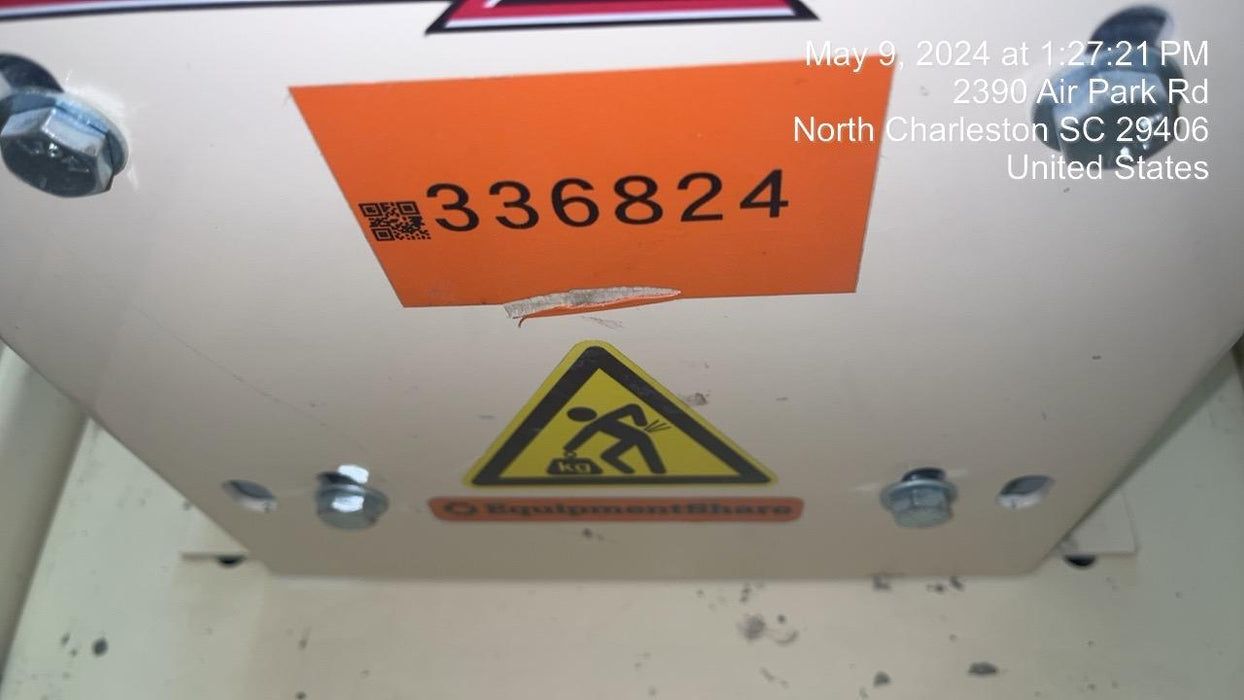 May 9, 2024 at 1:27:21 PM
2390 Air Park Rd
North Charleston SC 29406
United States
336824
kg
EquipmentShare